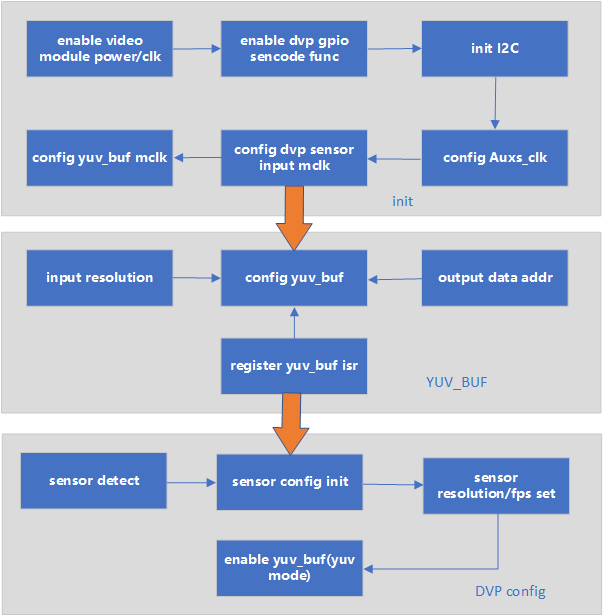 enable video
module power/clk
enable dvp gpio
sencode func
init I2C
config yuv_buf mclk
config dvp sensor
input mclk
config Auxs_clk
init
input resolution
config yuv_buf
output data addr
register yuv_buf isr
YUV_BUF
sensor detect
sensor config init
sensor
resolution/fps set
enable yuv_buf(yuv
mode)
DVP config